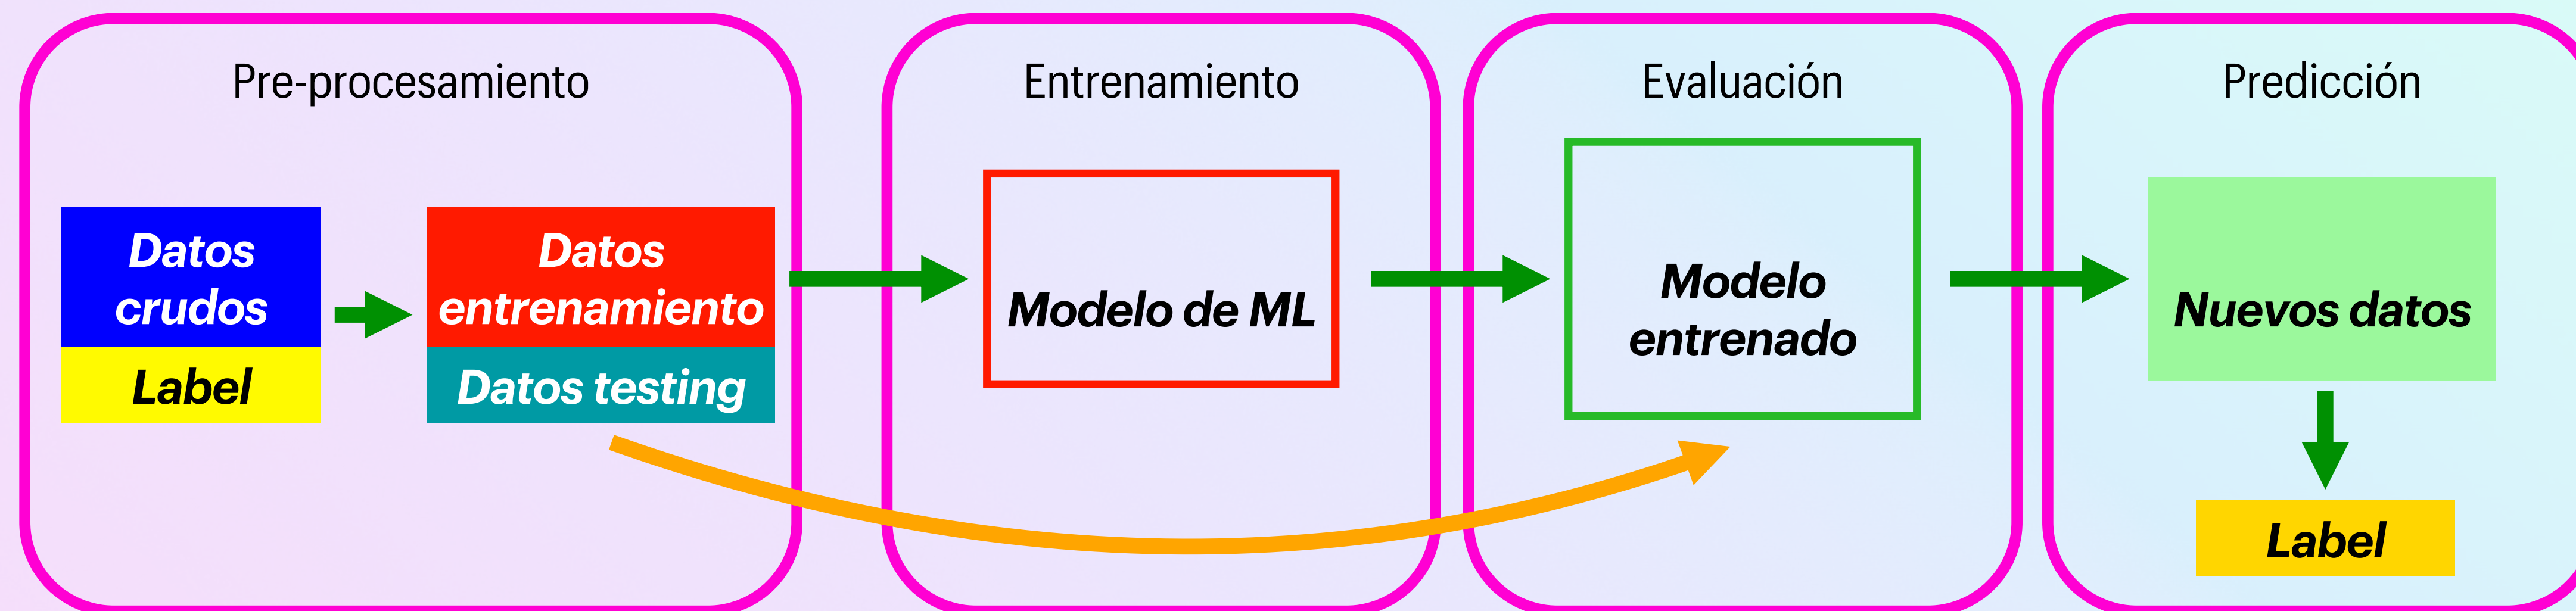 Pre-procesamiento
Datos
crudos
Label
Datos
entrenamiento
Datos testing
Entrenamiento
Modelo de ML
Evaluación
Modelo
entrenado
Predicción
Nuevos datos
Label